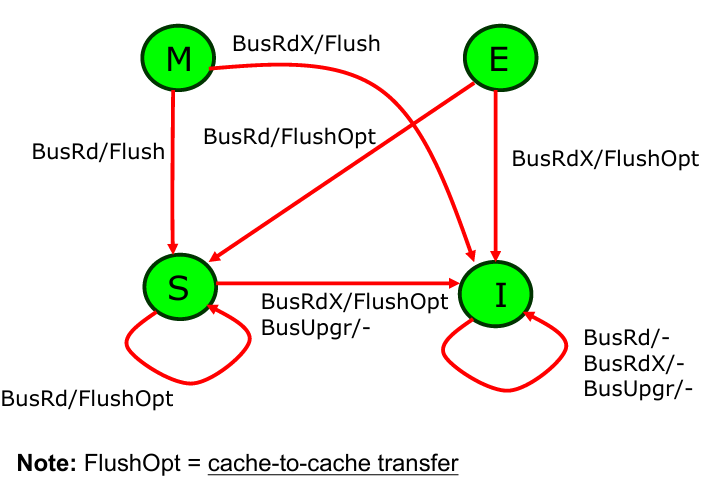 M
BusRdX/Flush
E
BusRd/FlushOpt
BusRd/Flush
BusRdX/FlushOpt
S
I
BusRdX/FlushOpt
BusUpgr/-
BusRd/-
BusRdX/-
BusUpgr/-
BusRd/FlushOpt
Note: FlushOpt = cache-to-cache transfer